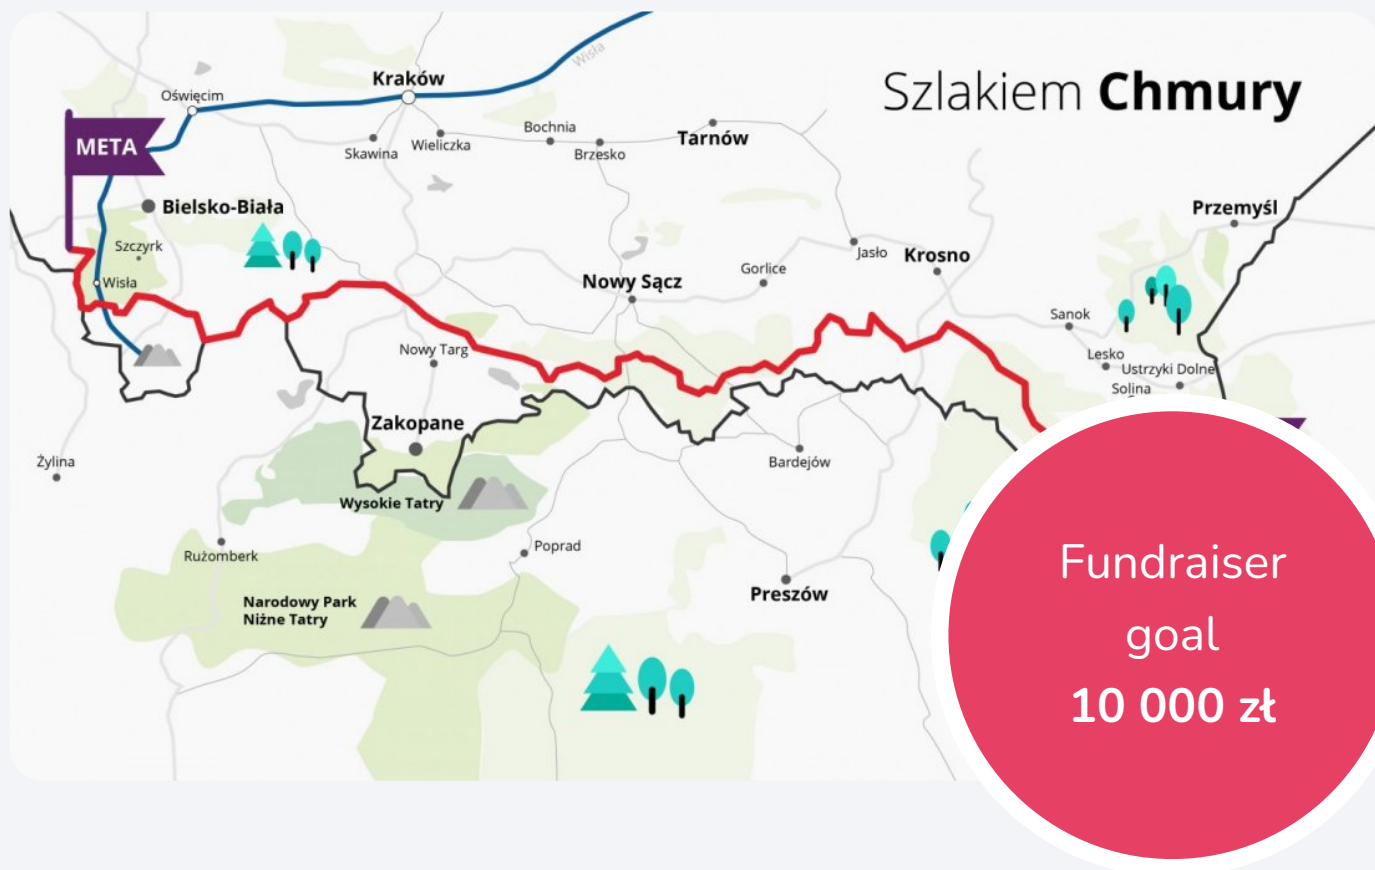 Wisła
Szlakiem Chmury
Kraków
Oświęcim
META
Skawina
Wieliczka
Bochnia
Brzesko
Tarnów
Bielsko-Biała
Przemyśl
Szczyrk
Wisła
Nowy Sącz
Gorlice
Jasło
Krosno
Sanok
Nowy Targ
Lesko
Ustrzyki Dolne
Solina
Zakopane
Żylina
Bardejów
Wysokie Tatry
Rużomberk
Poprad
Preszów
Narodowy Park
Niżne Tatry
Fundraiser
goal
10 000 zł